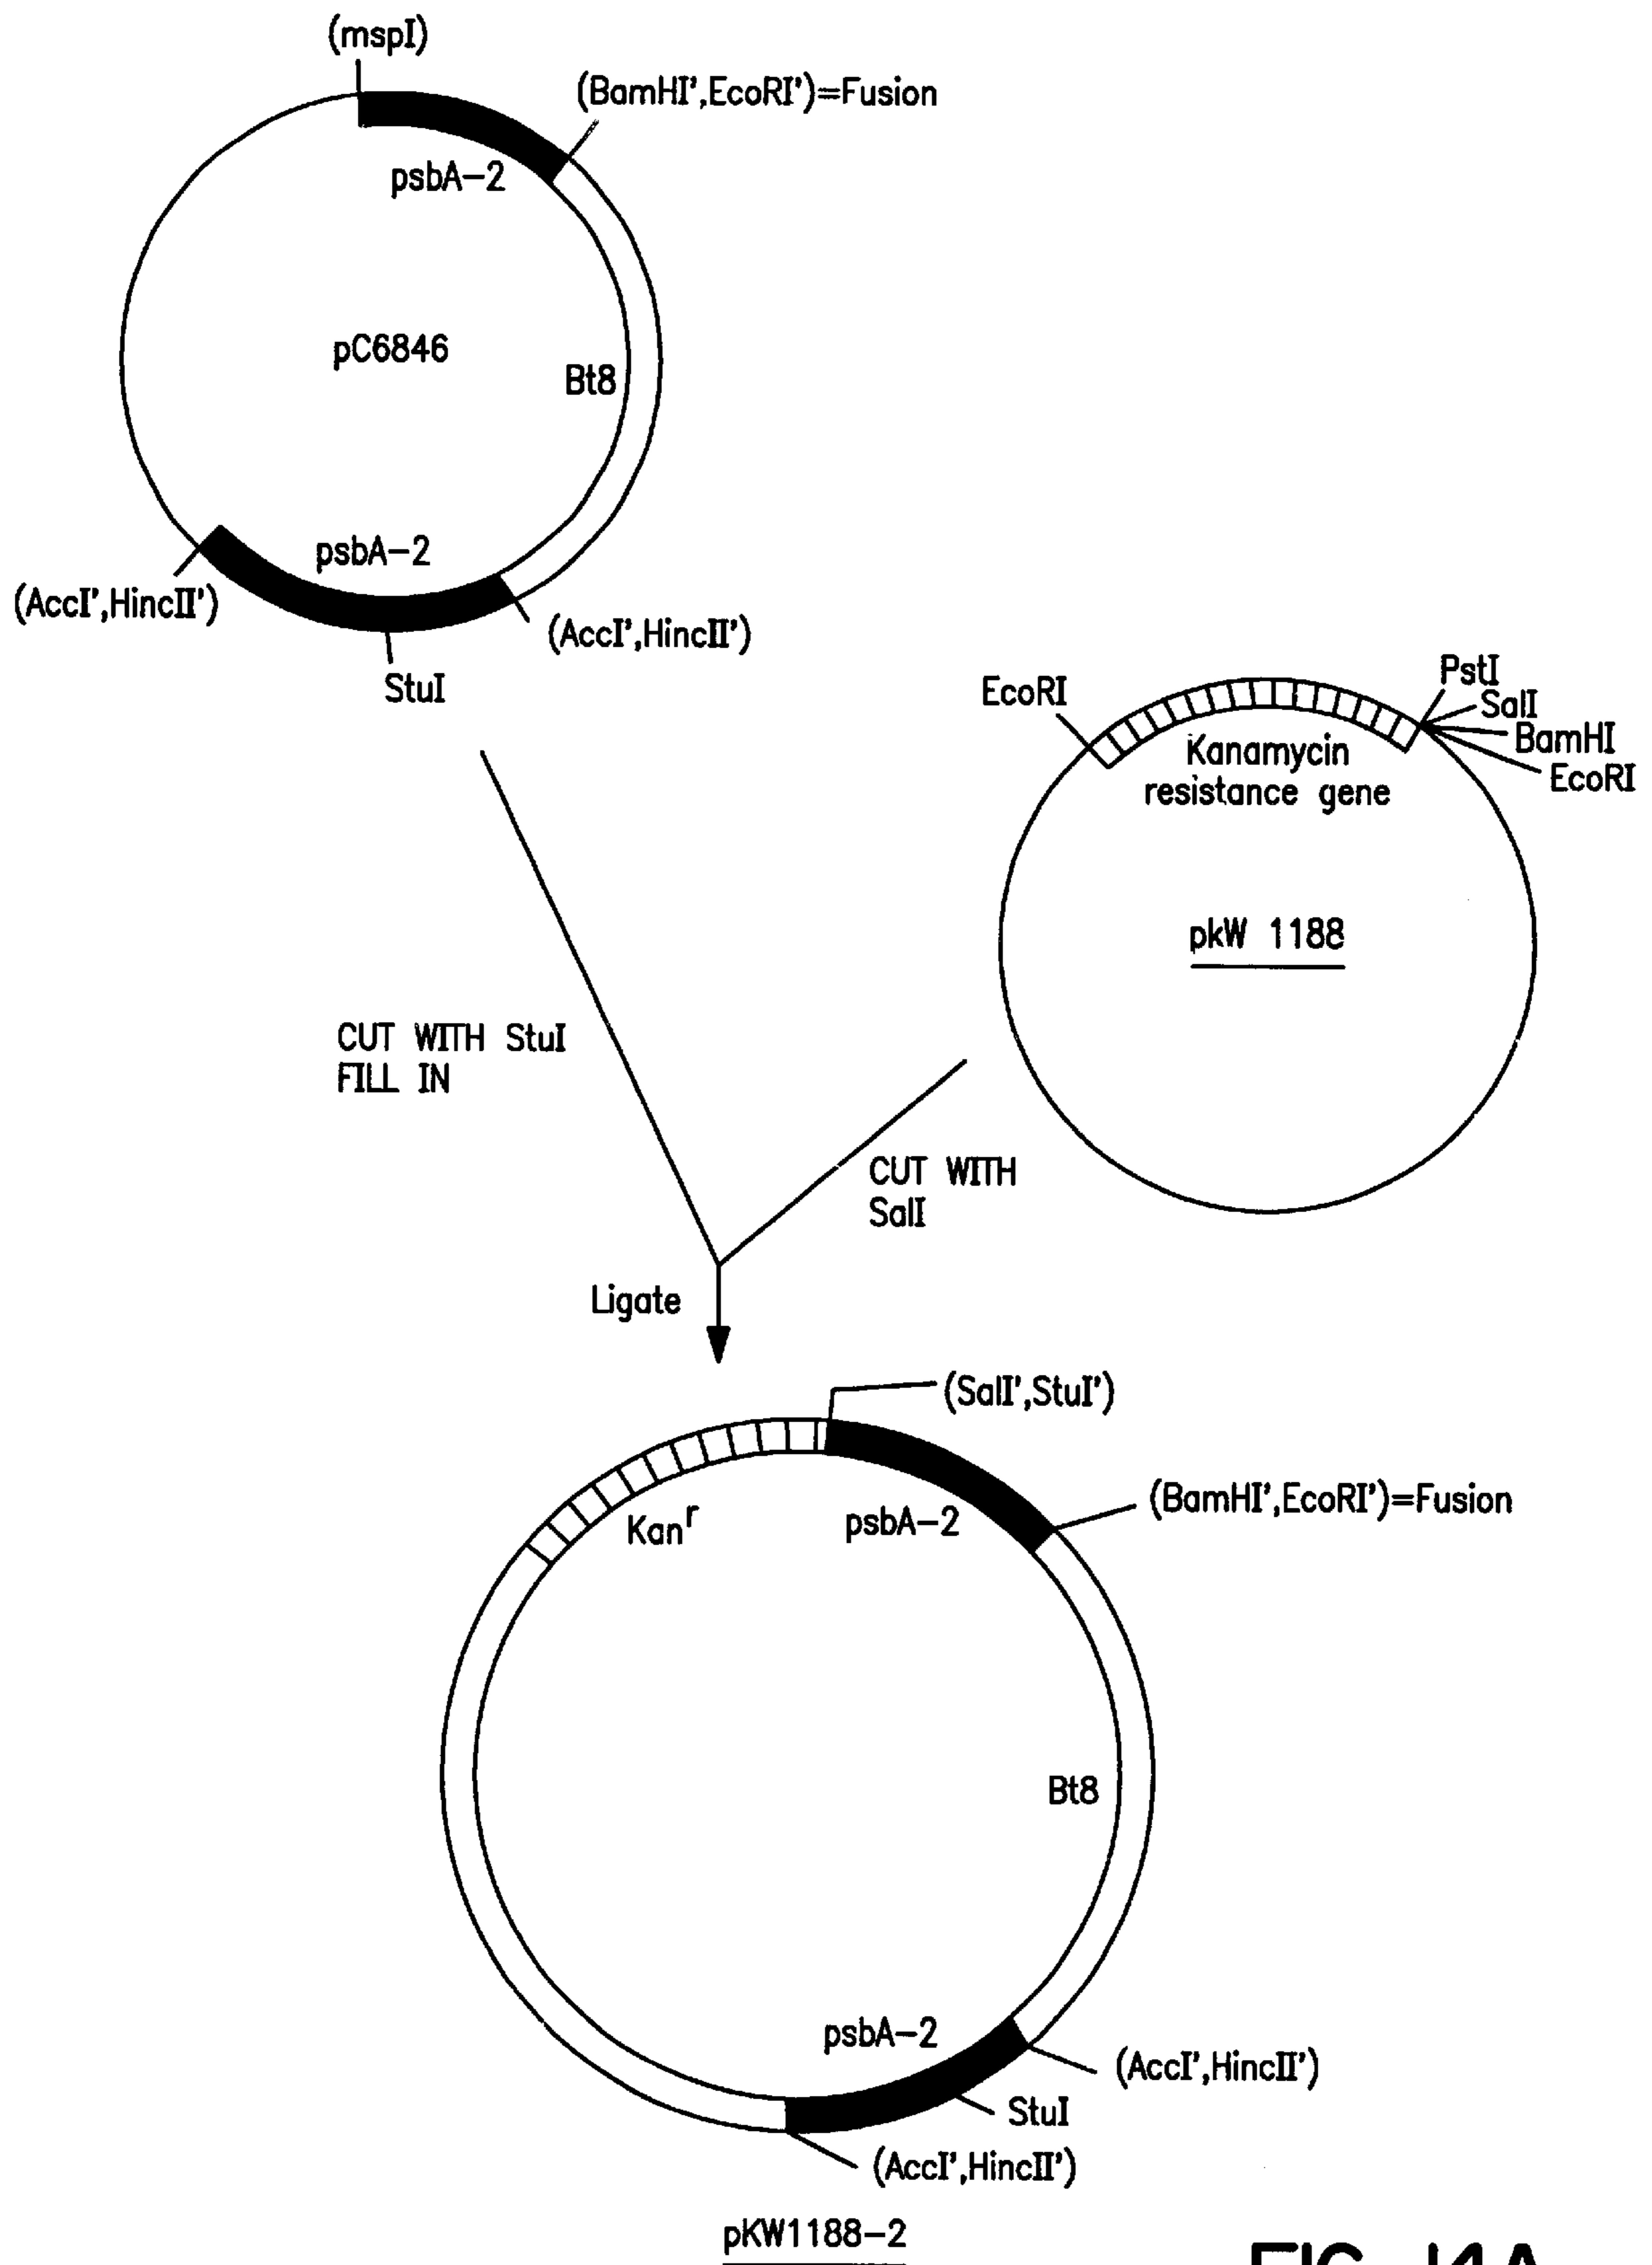 (mspI)
(BamHI',EcoRI')=Fusion
psbA-2
pC6846
Bt8
psbA-2
(AccI',HincII')
(AccI',HincII')
StuI
EcoRI
PstI
SalI
BamHI
EcoRI
Kanamycin
resistance gene
pkW 1188
CUT WITH StuI
FILL IN
CUT WITH
SalI
Ligate
(SalI',StuI')
(BamHI',EcoRI')=Fusion
Kanʳ
psbA-2
Bt8
psbA-2
(AccI',HincII')
StuI
(AccI',HincII')
pKW1188-2
FIG. 14A